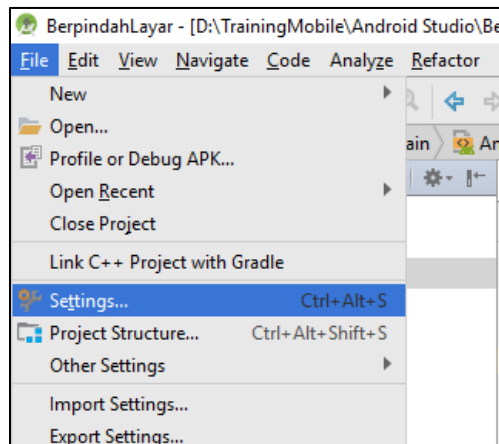 BerpindahLayar - [D:\TrainingMobile\Android Studio\Be
File Edit View Navigate Code Analyze Refactor
New
Open...
ain An
Profile or Debug APK...
Open Recent
Close Project
Link C++ Project with Gradle
Settings... Ctrl+Alt+S
Project Structure... Ctrl+Alt+Shift+S
Other Settings
Import Settings...
Export Settings...